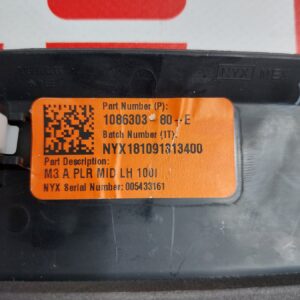 Part Number (P):
1086303-80--E
Batch Number (1T):
NYX181091313400
Part Description:
M3 A PLR MID LH 100I
NYX Serial Number: 005433161
NYX